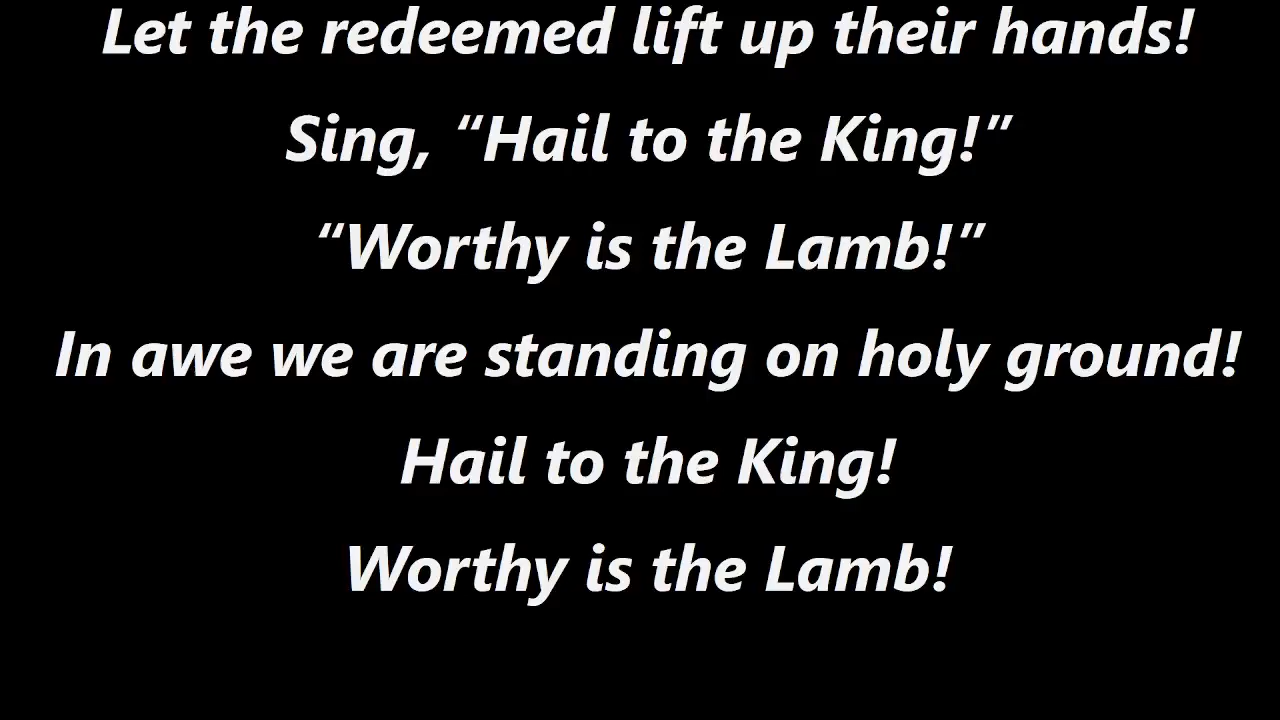 Let the redeemed lift up their hands!
Sing, “Hail to the King!”
“Worthy is the Lamb!”
In awe we are standing on holy ground!
Hail to the King!
Worthy is the Lamb!